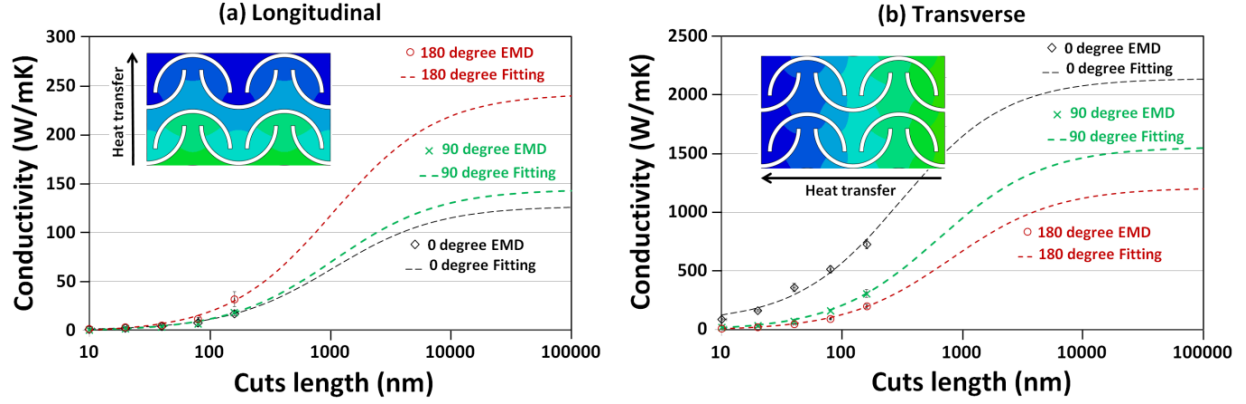 (a) Longitudinal
300
250
200
150
100
50
0
Conductivity (W/mK)
Heat transfer
180 degree EMD
180 degree Fitting
90 degree EMD
90 degree Fitting
0 degree EMD
0 degree Fitting
10
100
1000
10000
100000
Cuts length (nm)
(b) Transverse
2500
2000
1500
1000
500
0
Conductivity (W/mK)
Heat transfer
0 degree EMD
0 degree Fitting
90 degree EMD
90 degree Fitting
180 degree EMD
180 degree Fitting
10
100
1000
10000
100000
Cuts length (nm)